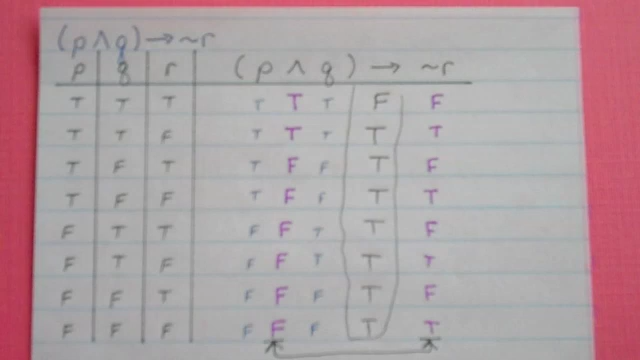 (p ∧ q) → ~r
p q r (p ∧ q) → ~r
T T T T T T F F
T T F T T T T T
T F T T F F T F
T F F T F F T T
F T T F F T T F
F T F F F T T T
F F T F F F T F
F F F F F F T T